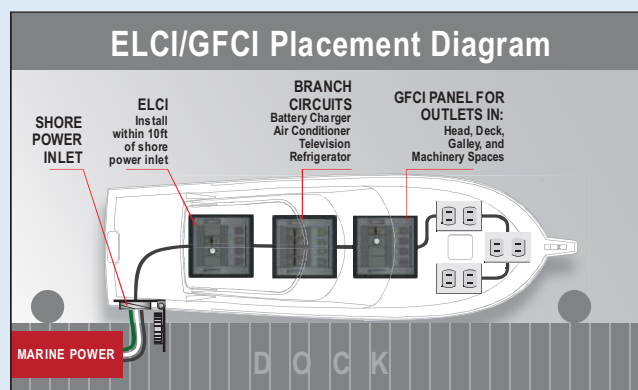 ELCI/GFCI Placement Diagram
SHORE
POWER
INLET
ELCI
Install
within 10ft
of shore
power inlet
BRANCH
CIRCUITS
Battery Charger
Air Conditioner
Television
Refrigerator
GFCI PANEL FOR
OUTLETS IN:
Head, Deck,
Galley, and
Machinery Spaces
MARINE POWER
DOCK